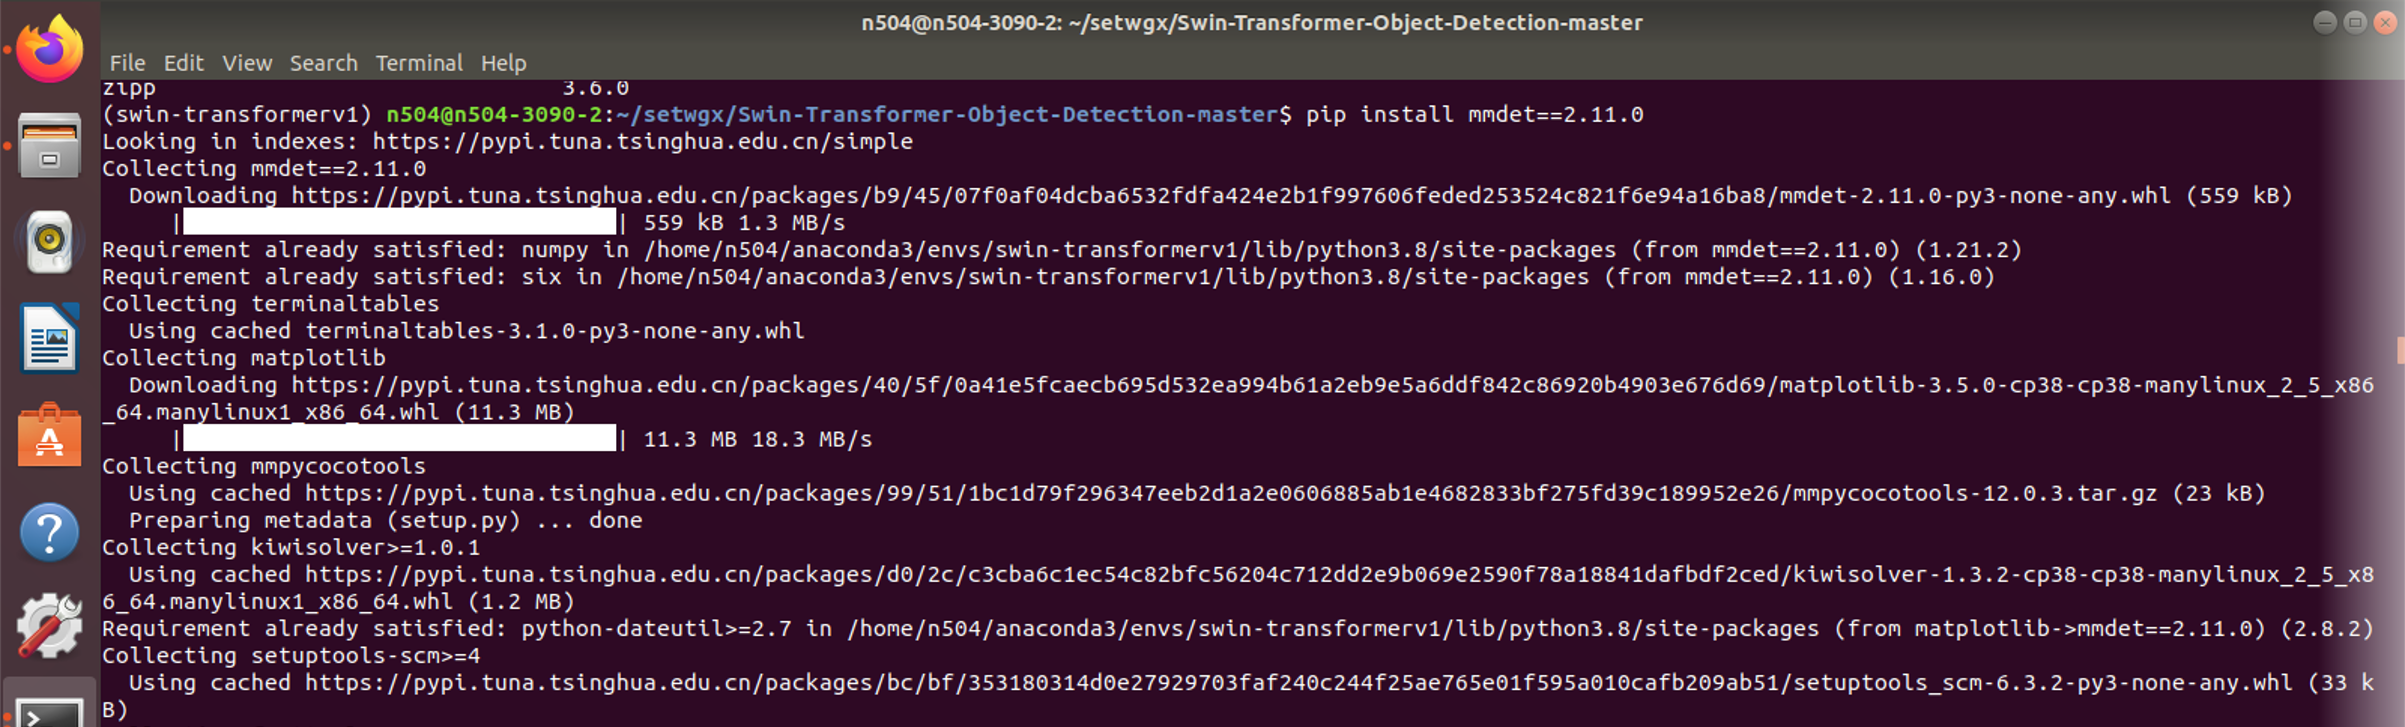 n504@n504-3090-2: ~/setwgx/Swin-Transformer-Object-Detection-master
File Edit View Search Terminal Help
zipp 3.6.0
(swin-transformerv1) n504@n504-3090-2:~/setwgx/Swin-Transformer-Object-Detection-master$ pip install mmdet==2.11.0
Looking in indexes: https://pypi.tuna.tsinghua.edu.cn/simple
Collecting mmdet==2.11.0
Downloading https://pypi.tuna.tsinghua.edu.cn/packages/b9/45/07f0af04dcba6532fdfa424e2b1f997606feded253524c821f6e94a16ba8/mmdet-2.11.0-py3-none-any.whl (559 kB)
| | 559 kB 1.3 MB/s
Requirement already satisfied: numpy in /home/n504/anaconda3/envs/swin-transformerv1/lib/python3.8/site-packages (from mmdet==2.11.0) (1.21.2)
Requirement already satisfied: six in /home/n504/anaconda3/envs/swin-transformerv1/lib/python3.8/site-packages (from mmdet==2.11.0) (1.16.0)
Collecting terminaltables
Using cached terminaltables-3.1.0-py3-none-any.whl
Collecting matplotlib
Downloading https://pypi.tuna.tsinghua.edu.cn/packages/40/5f/0a41e5fcaecb695d532ea994b61a2eb9e5a6ddf842c86920b4903e676d69/matplotlib-3.5.0-cp38-cp38-manylinux_2_5_x86
_64.manylinux1_x86_64.whl (11.3 MB)
| | 11.3 MB 18.3 MB/s
Collecting mmpycocotools
Using cached https://pypi.tuna.tsinghua.edu.cn/packages/99/51/1bc1d79f296347eeb2d1a2e0606885ab1e4682833bf275fd39c189952e26/mmpycocotools-12.0.3.tar.gz (23 kB)
Preparing metadata (setup.py) ... done
Collecting kiwisolver>=1.0.1
Using cached https://pypi.tuna.tsinghua.edu.cn/packages/d0/2c/c3cba6c1ec54c82bfc56204c712dd2e9b069e2590f78a18841dafbdf2ced/kiwisolver-1.3.2-cp38-cp38-manylinux_2_5_x8
6_64.manylinux1_x86_64.whl (1.2 MB)
Requirement already satisfied: python-dateutil>=2.7 in /home/n504/anaconda3/envs/swin-transformerv1/lib/python3.8/site-packages (from matplotlib->mmdet==2.11.0) (2.8.2)
Collecting setuptools-scm>=4
Using cached https://pypi.tuna.tsinghua.edu.cn/packages/bc/bf/353180314d0e27929703faf240c244f25ae765e01f595a010cafb209ab51/setuptools_scm-6.3.2-py3-none-any.whl (33 k
B)